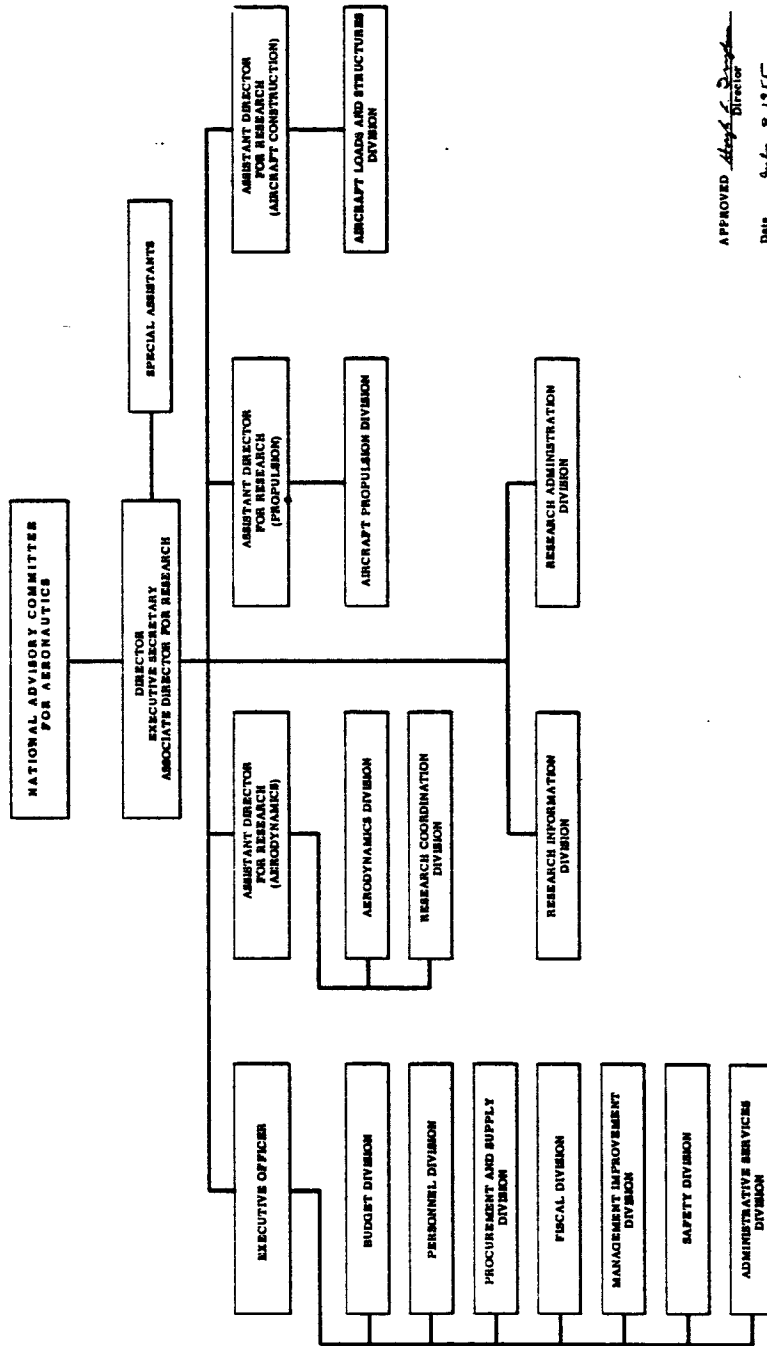 NATIONAL ADVISORY COMMITTEE
FOR AERONAUTICS
DIRECTOR
EXECUTIVE SECRETARY
ASSOCIATE DIRECTOR FOR RESEARCH
SPECIAL ASSISTANTS
EXECUTIVE OFFICER
ASSISTANT DIRECTOR
FOR RESEARCH
(AERODYNAMICS)
ASSISTANT DIRECTOR
FOR RESEARCH
(PROPULSION)
ASSISTANT DIRECTOR
FOR RESEARCH
(AIRCRAFT CONSTRUCTION)
BUDGET DIVISION
PERSONNEL DIVISION
PROCUREMENT AND SUPPLY
DIVISION
FISCAL DIVISION
MANAGEMENT IMPROVEMENT
DIVISION
SAFETY DIVISION
ADMINISTRATIVE SERVICES
DIVISION
AERODYNAMICS DIVISION
RESEARCH COORDINATION
DIVISION
AIRCRAFT PROPULSION DIVISION
AIRCRAFT LOADS AND STRUCTURES
DIVISION
RESEARCH INFORMATION
DIVISION
RESEARCH ADMINISTRATION
DIVISION
APPROVED
Director
Date